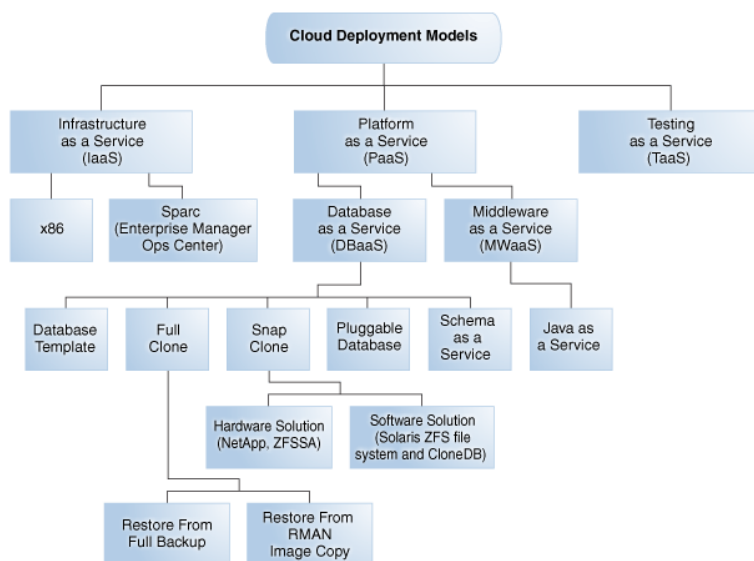 Cloud Deployment Models
Infrastructure
as a Service
(IaaS)
Platform
as a Service
(PaaS)
Testing
as a Service
(TaaS)
x86
Sparc
(Enterprise Manager
Ops Center)
Database
as a Service
(DBaaS)
Middleware
as a Service
(MWaaS)
Database
Template
Full
Clone
Snap
Clone
Pluggable
Database
Schema
as a
Service
Java as
a Service
Hardware Solution
(NetApp, ZFSSA)
Software Solution
(Solaris ZFS file
system and CloneDB)
Restore From
Full Backup
Restore From
RMAN
Image Copy